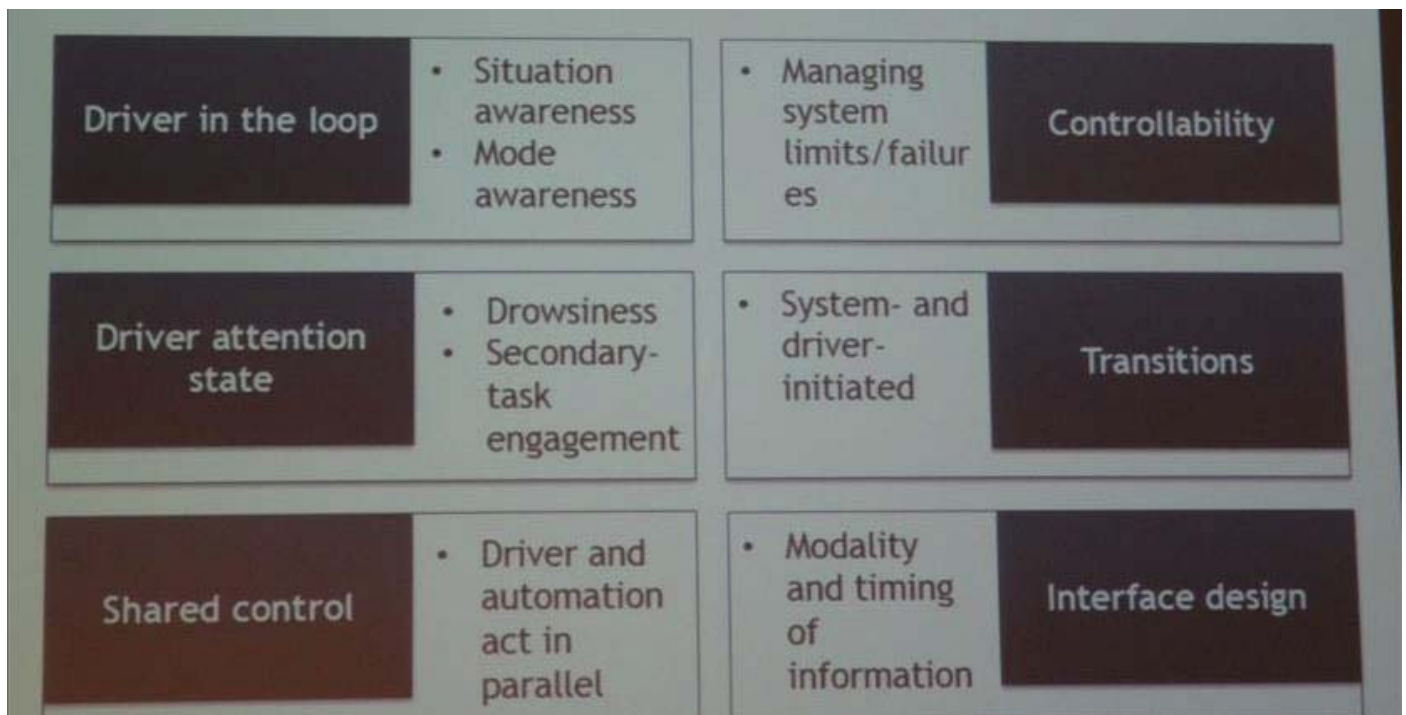 Driver in the loop
• Situation
awareness
• Mode
awareness
• Managing
system
limits/failur
es
Controllability
Driver attention
state
• Drowsiness
• Secondary-
task
engagement
• System- and
driver-
initiated
Transitions
Shared control
• Driver and
automation
act in
parallel
• Modality
and timing
of
information
Interface design